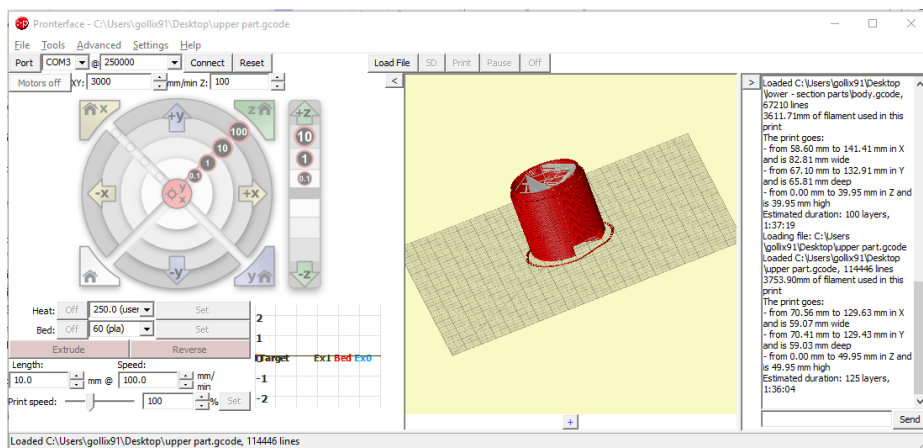 Pronterface - C:\Users\gollix91\Desktop\upper part.gcode
File Tools Advanced Settings Help
Port COM3 @ 250000 Connect Reset Load File SD Print Pause Off
Motors off XY: 3000 mm/min Z: 100 < >
x +y z +z
100
10
1
0.1
10
1
0.1
-x y x +x
-y y -z
Heat: Off 250.0 (user Set
Bed: Off 60 (pla) Set
Extrude Reverse
Length: Speed:
10.0 mm @ 100.0 mm/
min
Print speed: 100 % Set
2
1
Target Ex1 Bed Ex0
-1
-2
+
Loaded C:\Users\gollix91\Desktop
\lower - section parts\body.gcode,
67210 lines
3611.71mm of filament used in this
print
The print goes:
- from 58.60 mm to 141.41 mm in X
and is 82.81 mm wide
- from 67.10 mm to 132.91 mm in Y
and is 65.81 mm deep
- from 0.00 mm to 39.95 mm in Z and
is 39.95 mm high
Estimated duration: 100 layers,
1:37:19
Loading file: C:\Users
\gollix91\Desktop\upper part.gcode
Loaded C:\Users\gollix91\Desktop
\upper part.gcode, 114446 lines
3753.90mm of filament used in this
print
The print goes:
- from 70.56 mm to 129.63 mm in X
and is 59.07 mm wide
- from 70.41 mm to 129.43 mm in Y
and is 59.03 mm deep
- from 0.00 mm to 49.95 mm in Z and
is 49.95 mm high
Estimated duration: 125 layers,
1:36:04
Send
Loaded C:\Users\gollix91\Desktop\upper part.gcode, 114446 lines